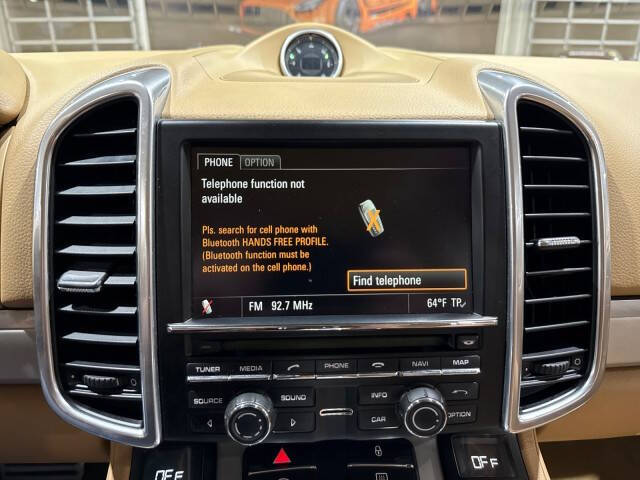 PHONE OPTION
Telephone function not
available
Pls. search for cell phone with
Bluetooth HANDS FREE PROFILE.
(Bluetooth function must be
activated on the cell phone.)
Find telephone
FM 92.7 MHz 64°F TP
TUNER MEDIA PHONE NAVI MAP
SOURCE SOUND INFO
CAR OPTION
OFF OFF